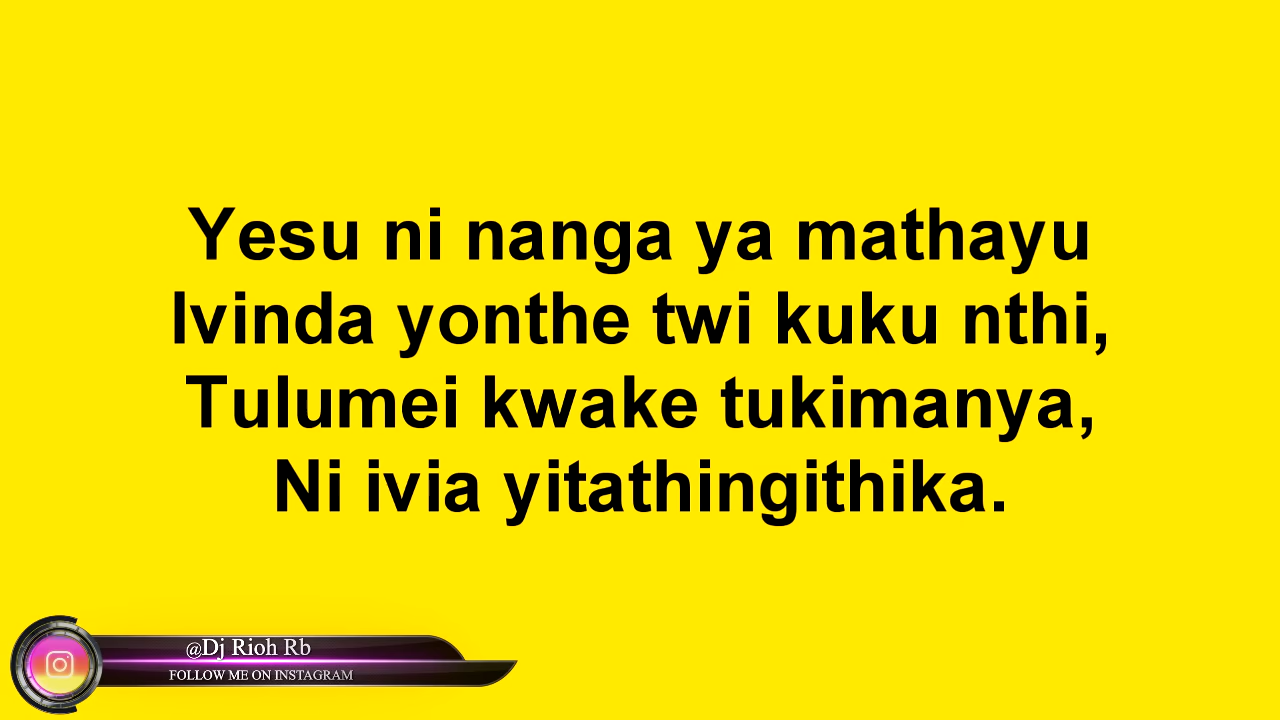 Yesu ni nanga ya mathayu
Ivinda yonthe twi kuku nthi,
Tulumei kwake tukimanya,
Ni ivia yitathingithika.
@Dj Rioh Rb
FOLLOW ME ON INSTAGRAM